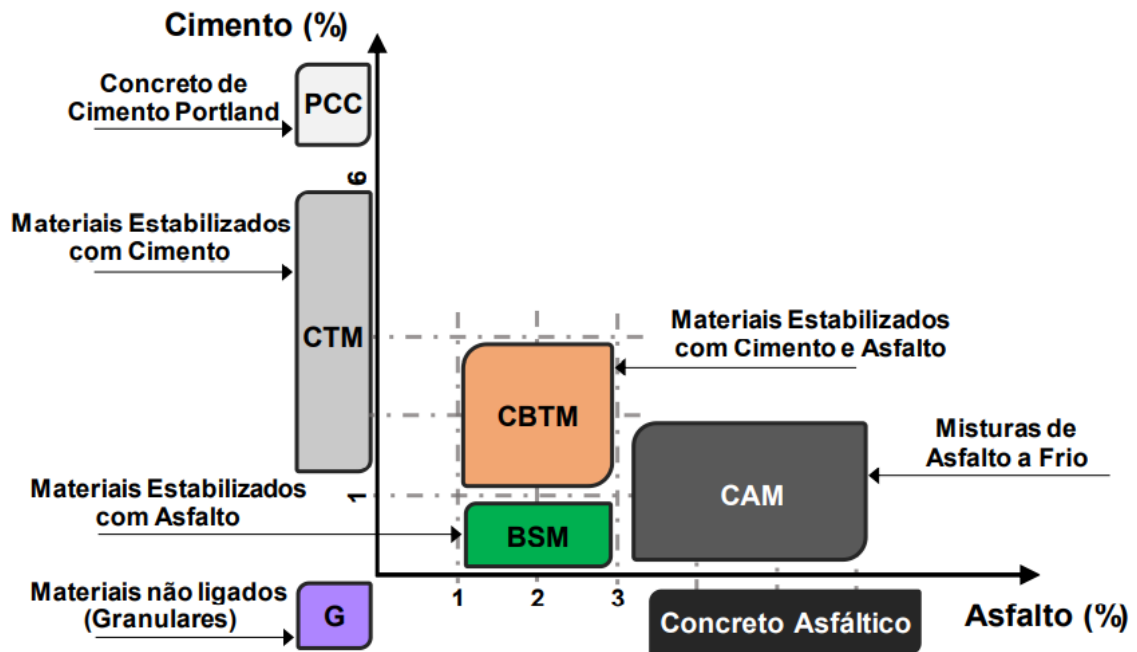 Cimento (%)
Concreto de
Cimento Portland
PCC
6
Materiais Estabilizados
com Cimento
CTM
Materiais Estabilizados
com Cimento e Asfalto
CBTM
Misturas de
Asfalto a Frio
CAM
Materiais Estabilizados
com Asfalto
1
BSM
Materiais não ligados
(Granulares)
G
1 2 3
Concreto Asfáltico
Asfalto (%)